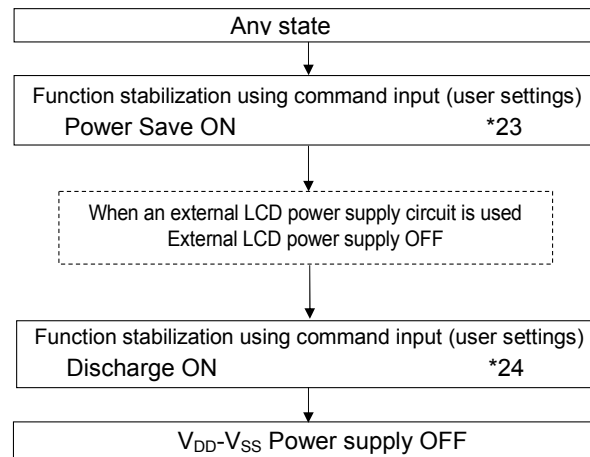 Any state
Function stabilization using command input (user settings)
Power Save ON *23
When an external LCD power supply circuit is used
External LCD power supply OFF
Function stabilization using command input (user settings)
Discharge ON *24
VDD-VSS Power supply OFF